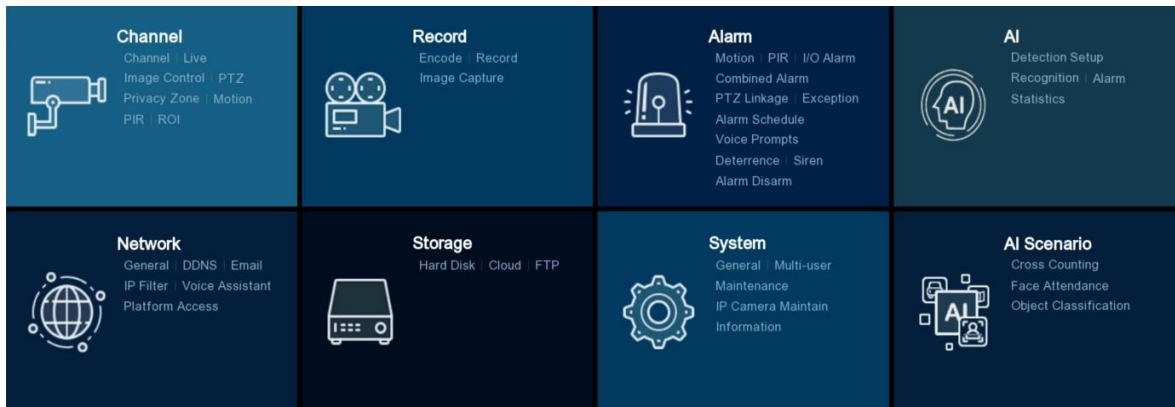 Channel
Channel | Live
Image Control | PTZ
Privacy Zone | Motion
PIR | ROI
Record
Encode | Record
Image Capture
Alarm
Motion | PIR | I/O Alarm
Combined Alarm
PTZ Linkage | Exception
Alarm Schedule
Voice Prompts
Deterrence | Siren
Alarm Disarm
AI
Detection Setup
Recognition | Alarm
Statistics
AI
Network
General | DDNS | Email
IP Filter | Voice Assistant
Platform Access
Storage
Hard Disk | Cloud | FTP
System
General | Multi-user
Maintenance
IP Camera Maintain
Information
AI Scenario
Cross Counting
Face Attendance
Object Classification
AI